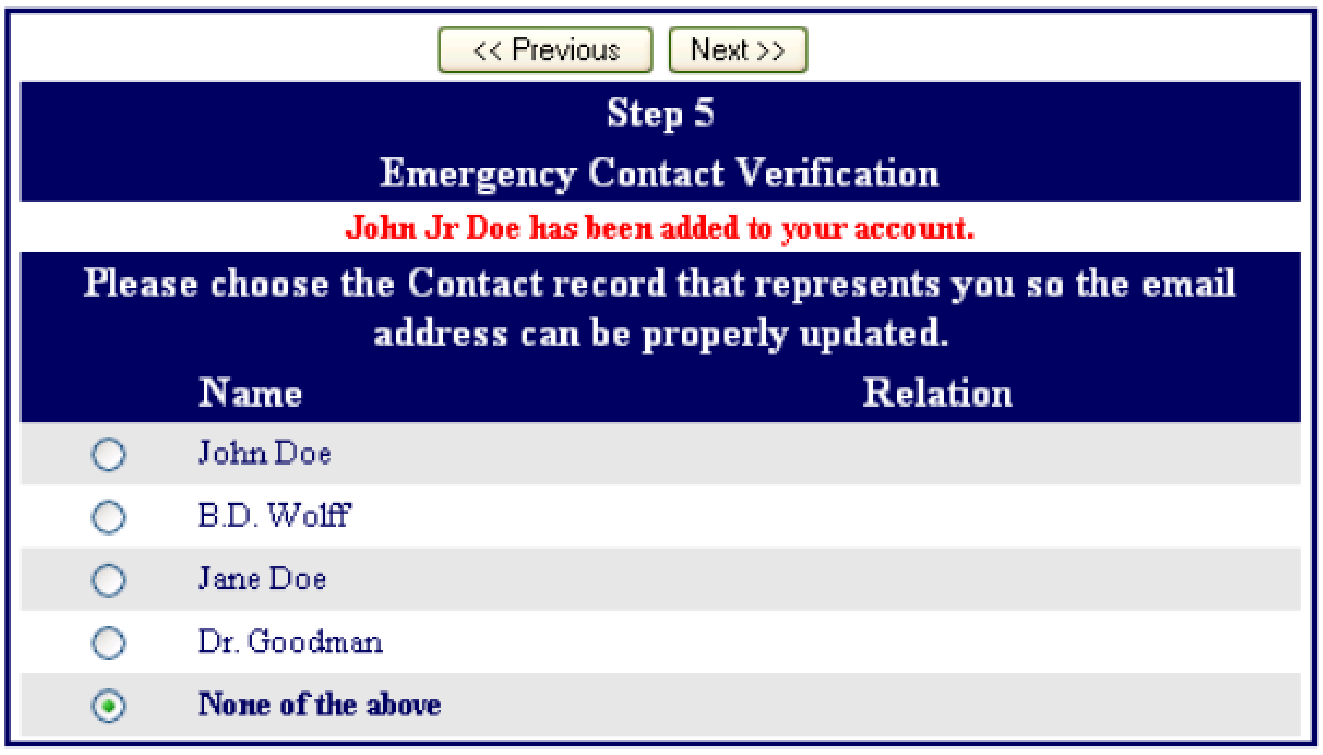 << Previous Next >>
Step 5
Emergency Contact Verification
John Jr Doe has been added to your account.
Please choose the Contact record that represents you so the email
address can be properly updated.
Name Relation
John Doe
B.D. Wolff
Jane Doe
Dr. Goodman
None of the above